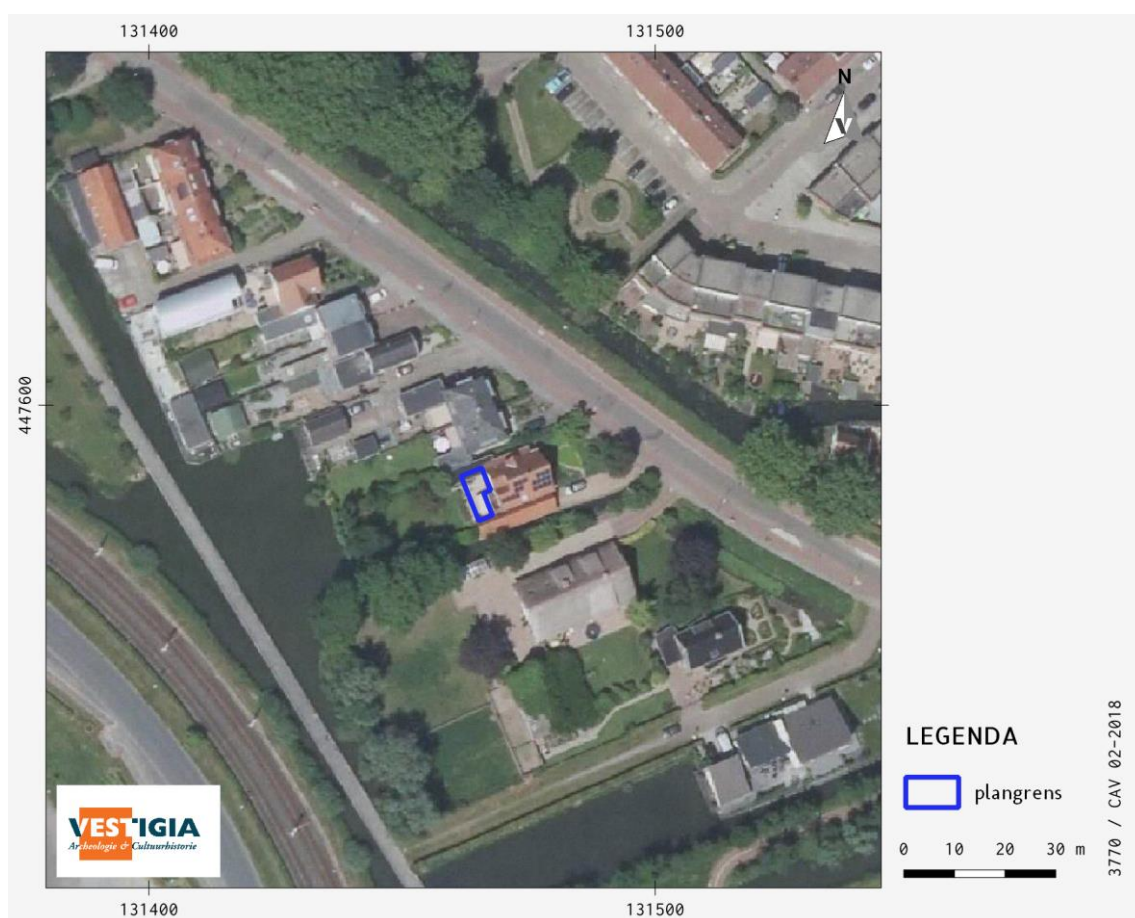 131400
131500
N
447600
LEGENDA
plangrens
0 10 20 30 m
3770 / CAV 02-2018
VESTIGIA
Archeologie & Cultuurhistorie
131400
131500